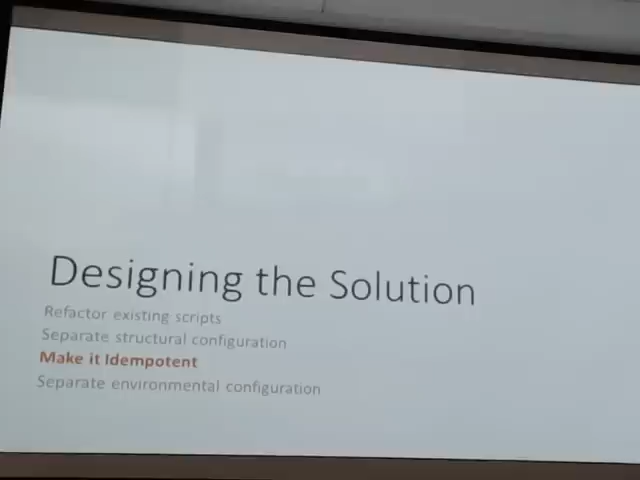 Designing the Solution
Refactor existing scripts
Separate structural configuration
Make it Idempotent
Separate environmental configuration